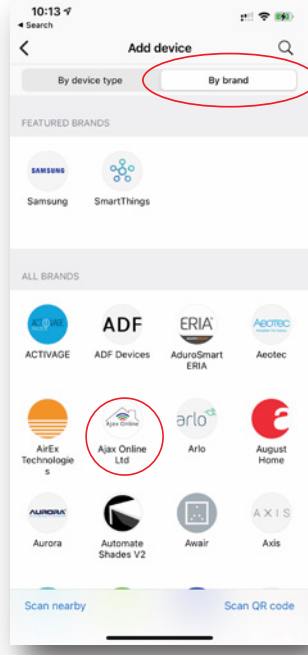 10:13
Search
Add device
By device type
By brand
FEATURED BRANDS
SAMSUNG
Samsung
SmartThings
ALL BRANDS
ACTIVAGE
ADF
ERIA
Aeotec
ACTIVAGE
ADF Devices
AduroSmart
ERIA
Aeotec
Ajax Online
arlo
AirEx
Technologie
s
Ajax Online
Ltd
Arlo
August
Home
AURORA
AXIS
Aurora
Automate
Shades V2
Awair
Axis
Scan nearby
Scan QR code